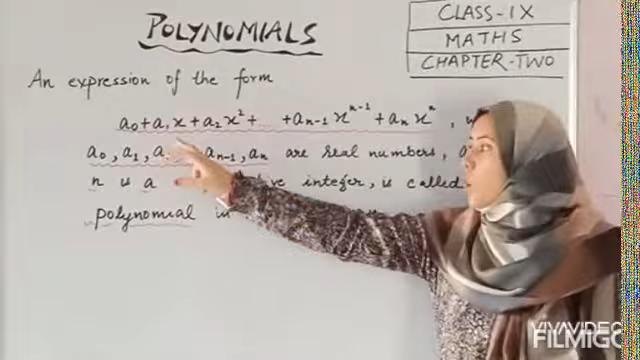 POLYNOMIALS
CLASS-IX
MATHS
CHAPTER-TWO
An expression of the form
a₀+a₁x+a₂x²+... +aₙ₋₁xⁿ⁻¹+aₙxⁿ,
a₀, a₁, aₙ₋₁, aₙ are real numbers,
n is a integer, is called
polynomial in
VIVAVIDEO
FILMIGO